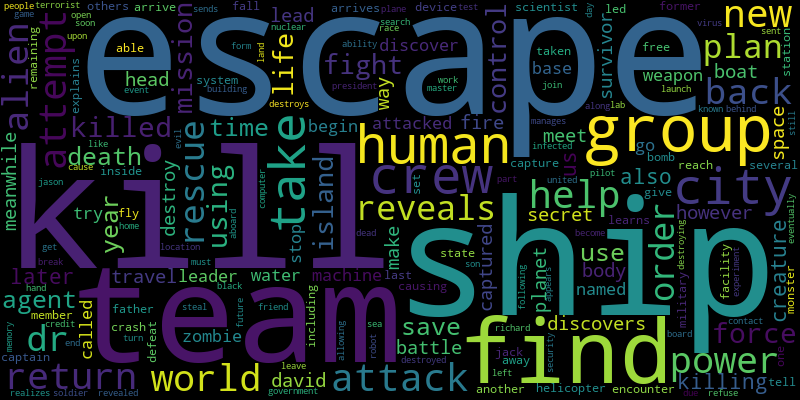 escape
kill
ship
team
find
group
human
crew
city
alien
attempt
mission
fight
life
lead
control
plan
new
back
help
take
world
attack
return
power
force
order
reveals
rescue
using
island
killed
death
head
time
dr
agent
save
use
us
also
however
secret
body
named
planet
discovers
battle
killing
creature
space
weapon
boat
base
discover
survivor
meet
go
begin
attacked
fire
way
year
try
destroy
stop
later
travel
leader
water
machine
make
captured
called
father
zombie
david
meanwhile
people
terrorist
game
open
soon
upon
others
arrive
fall
able
remaining
explains
event
system
building
sends
form
land
arrives
device
search
race
ability
plane
test
nuclear
president
work
master
destroys
scientist
led
former
virus
taken
free
join
day
sent
station
launch
along
lab
known
behind
still
manages
infected
capture
bomb
reach
several
pilot
united
give
learns
become
part
set
evil
like
cause
inside
jason
fly
home
get
break
location
must
computer
aboard
dead
last
state
son
causing
including
hand
member
credit
steal
black
future
friend
crash
turn
defeat
memory
end
captain
realizes
soldier
revealed
leave
government
allowing
sea
robot
destroyed
richard
jack
away
left
another
helicopter
security
encounter
following
appears
board
military
destroying
facility
experiment
monster
eventually
contact
due
one
tell
refuse